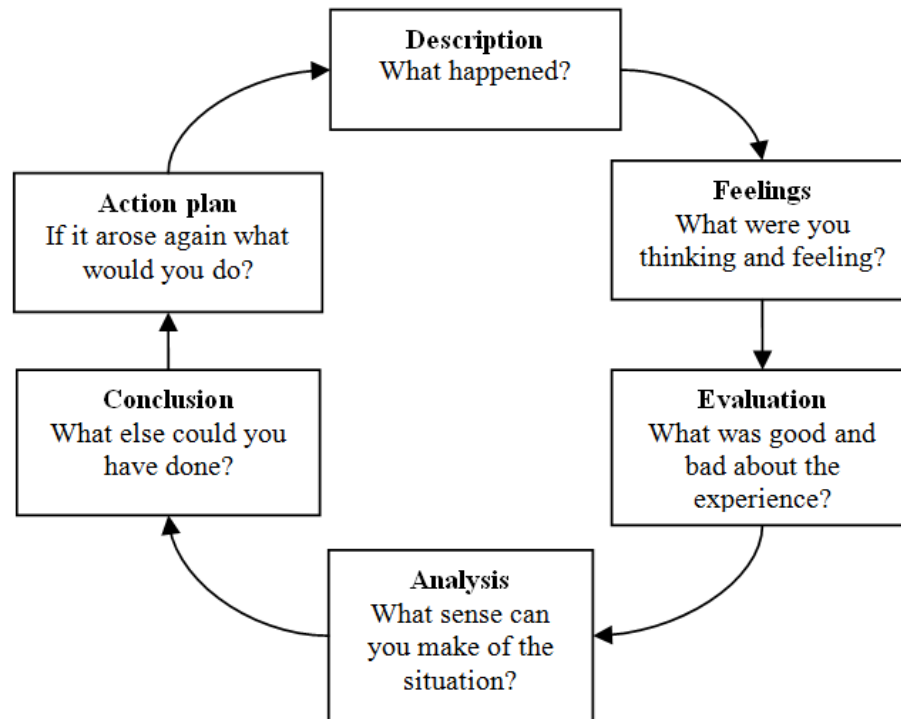 Description
What happened?
Feelings
What were you
thinking and feeling?
Evaluation
What was good and
bad about the
experience?
Analysis
What sense can
you make of the
situation?
Conclusion
What else could you
have done?
Action plan
If it arose again what
would you do?